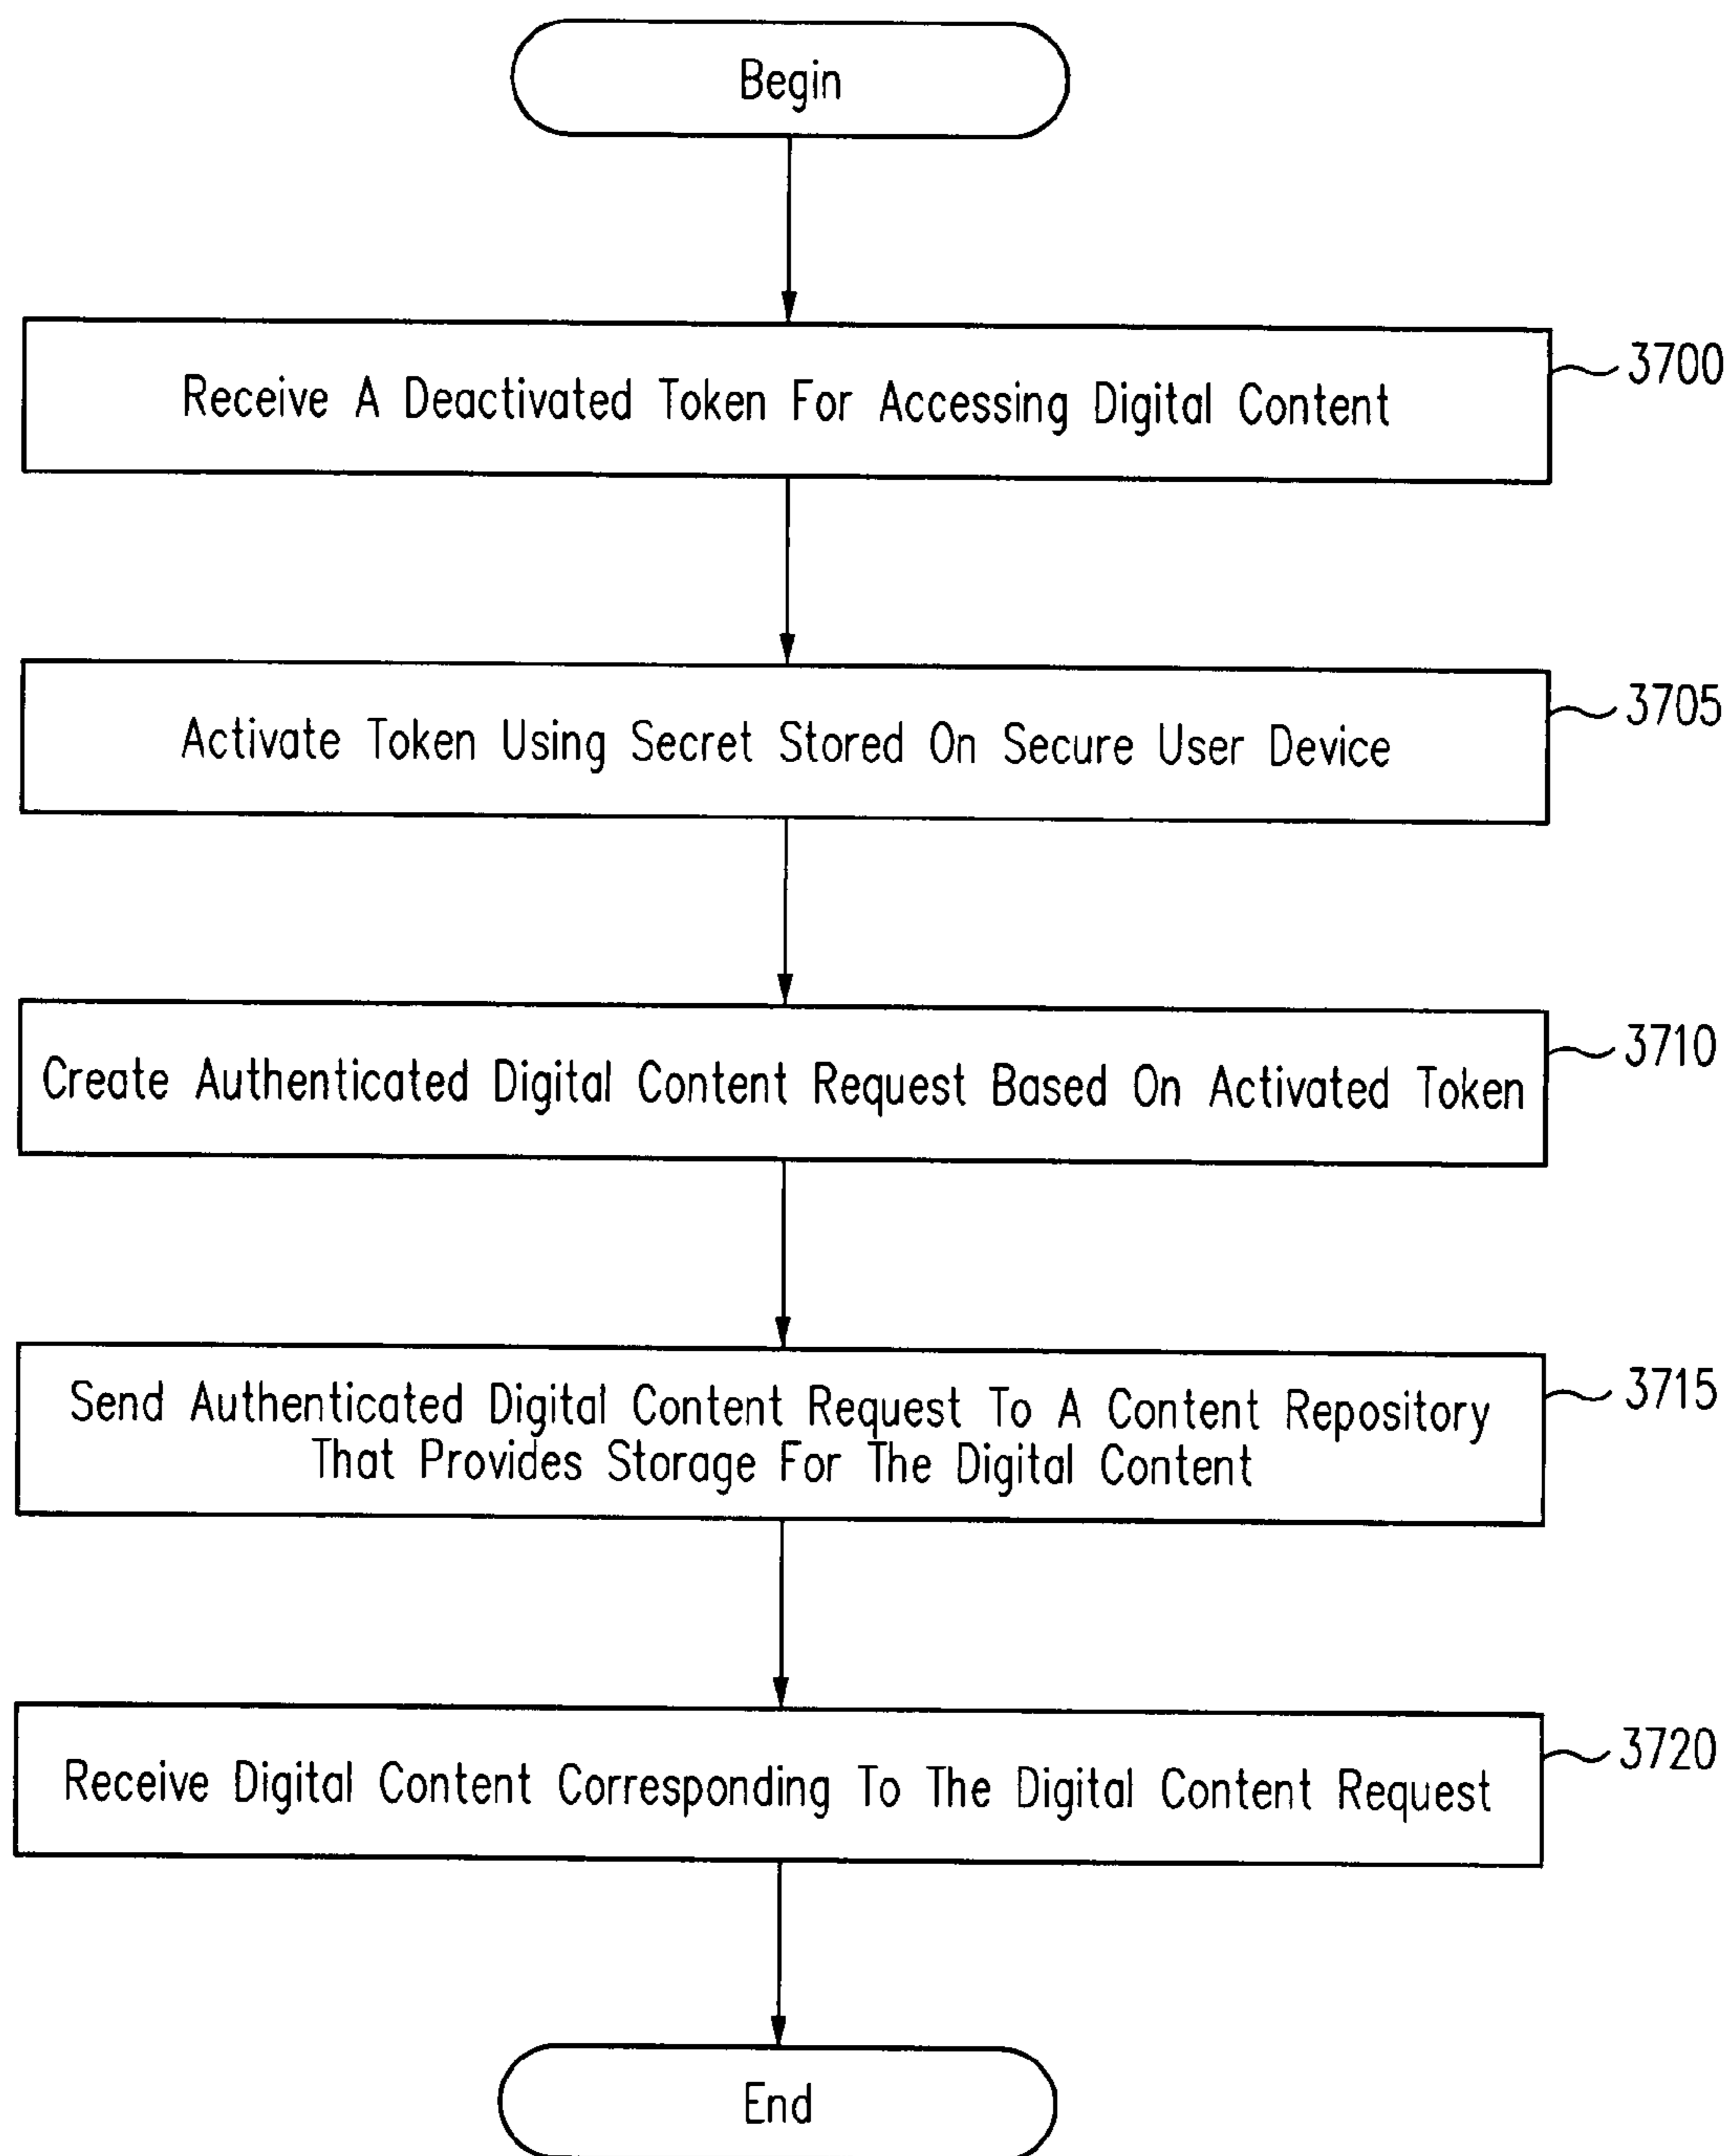 Begin
Receive A Deactivated Token For Accessing Digital Content
3700
Activate Token Using Secret Stored On Secure User Device
3705
Create Authenticated Digital Content Request Based On Activated Token
3710
Send Authenticated Digital Content Request To A Content Repository
That Provides Storage For The Digital Content
3715
Receive Digital Content Corresponding To The Digital Content Request
3720
End